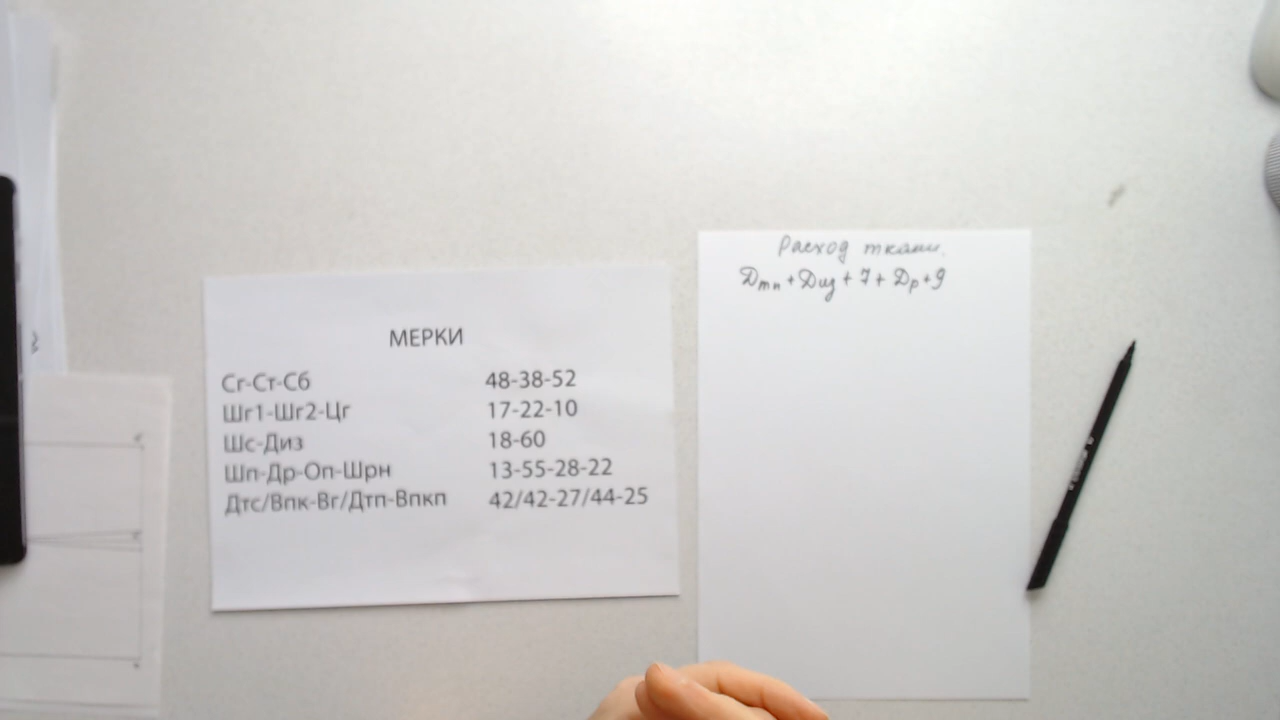 МЕРКИ
Сг-Ст-Сб 48-38-52
Шг1-Шг2-Цг 17-22-10
Шс-Диз 18-60
Шп-Др-Оп-Шрн 13-55-28-22
Дтс/Впк-Вг/Дтп-Впкп 42/42-27/44-25
Расход ткани.
Дтп + Диз + 7 + Др + 9